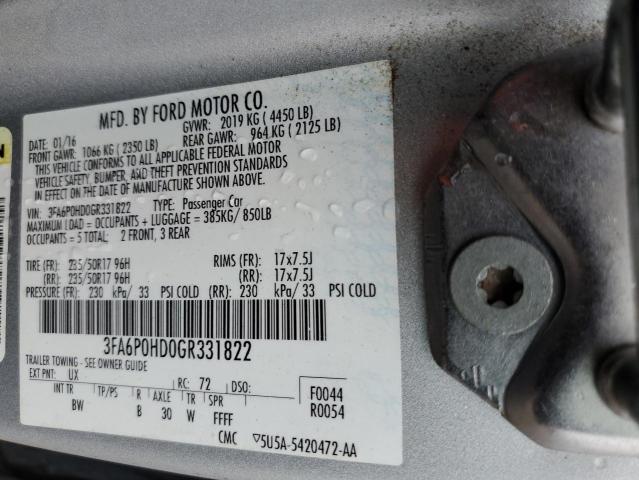 MFD. BY FORD MOTOR CO.
DATE: 01/16 GVWR: 2019 KG ( 4450 LB)
FRONT GAWR: 1066 KG ( 2350 LB) REAR GAWR: 964 KG ( 2125 LB)
THIS VEHICLE CONFORMS TO ALL APPLICABLE FEDERAL MOTOR
VEHICLE SAFETY, BUMPER, AND THEFT PREVENTION STANDARDS
IN EFFECT ON THE DATE OF MANUFACTURE SHOWN ABOVE.
VIN: 3FA6P0HD0GR331822 TYPE: Passenger Car
MAXIMUM LOAD = OCCUPANTS + LUGGAGE = 385KG/ 850LB
OCCUPANTS = 5 TOTAL: 2 FRONT, 3 REAR
TIRE (FR): 235/50R17 96H RIMS (FR): 17x7.5J
(RR): 235/50R17 96H (RR): 17x7.5J
PRESSURE (FR): 230 kPa/ 33 PSI COLD (RR): 230 kPa/ 33 PSI COLD
3FA6P0HD0GR331822
TRAILER TOWING - SEE OWNER GUIDE
EXT PNT: UX RC: 72 DSO: F0044
INT TR TP/PS R AXLE TR SPR R0054
BW B 30 W FFFF
CMC ▽5U5A-5420472-AA